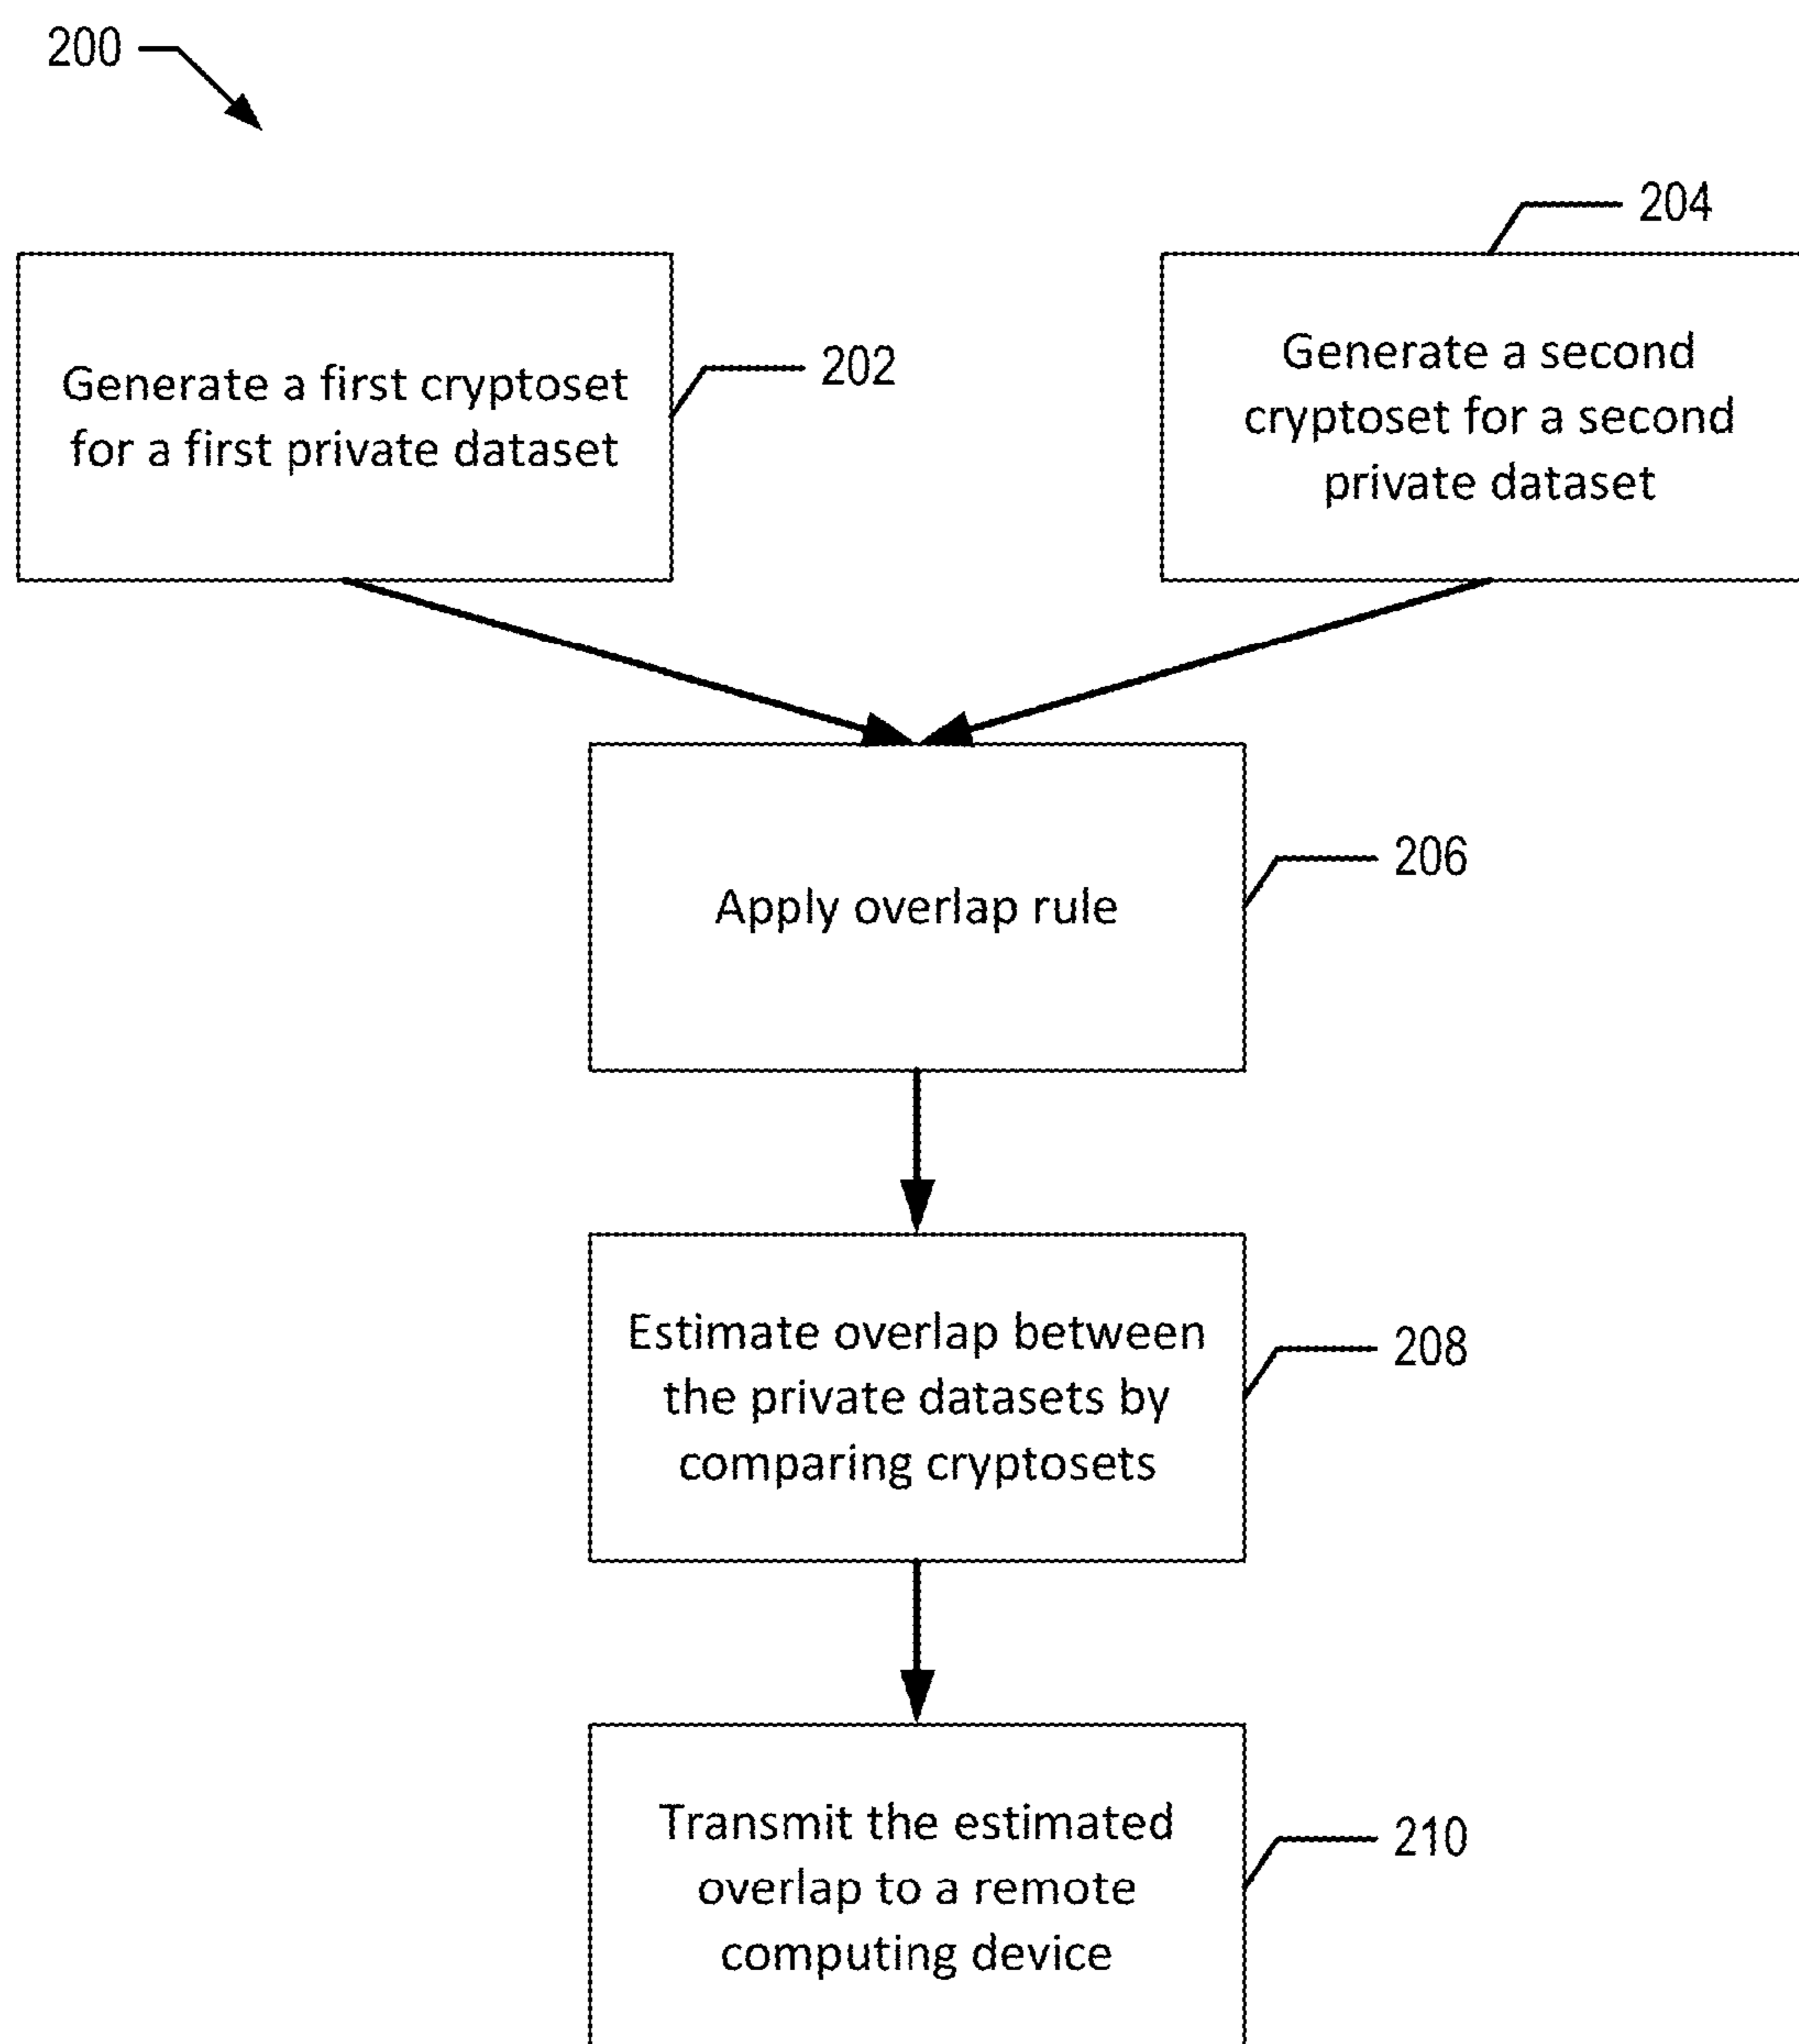 200
204
Generate a first cryptoset
for a first private dataset
202
Generate a second
cryptoset for a second
private dataset
Apply overlap rule
206
Estimate overlap between
the private datasets by
comparing cryptosets
208
Transmit the estimated
overlap to a remote
computing device
210